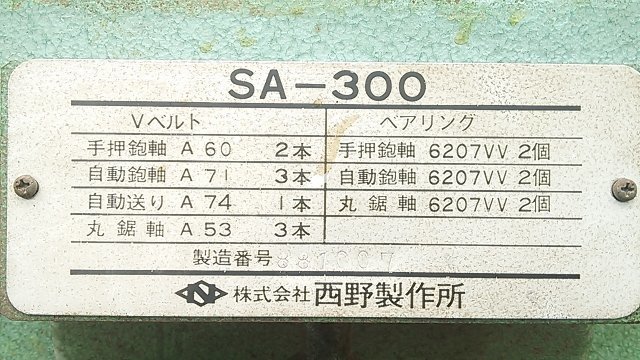 SA-300
Vベルト ベアリング
手押鉋軸 A 60 2本 手押鉋軸 6207VV 2個
自動鉋軸 A 71 3本 自動鉋軸 6207VV 2個
自動送り A 74 1本 丸鋸軸 6207VV 2個
丸鋸軸 A 53 3本
製造番号
株式会社 西野製作所